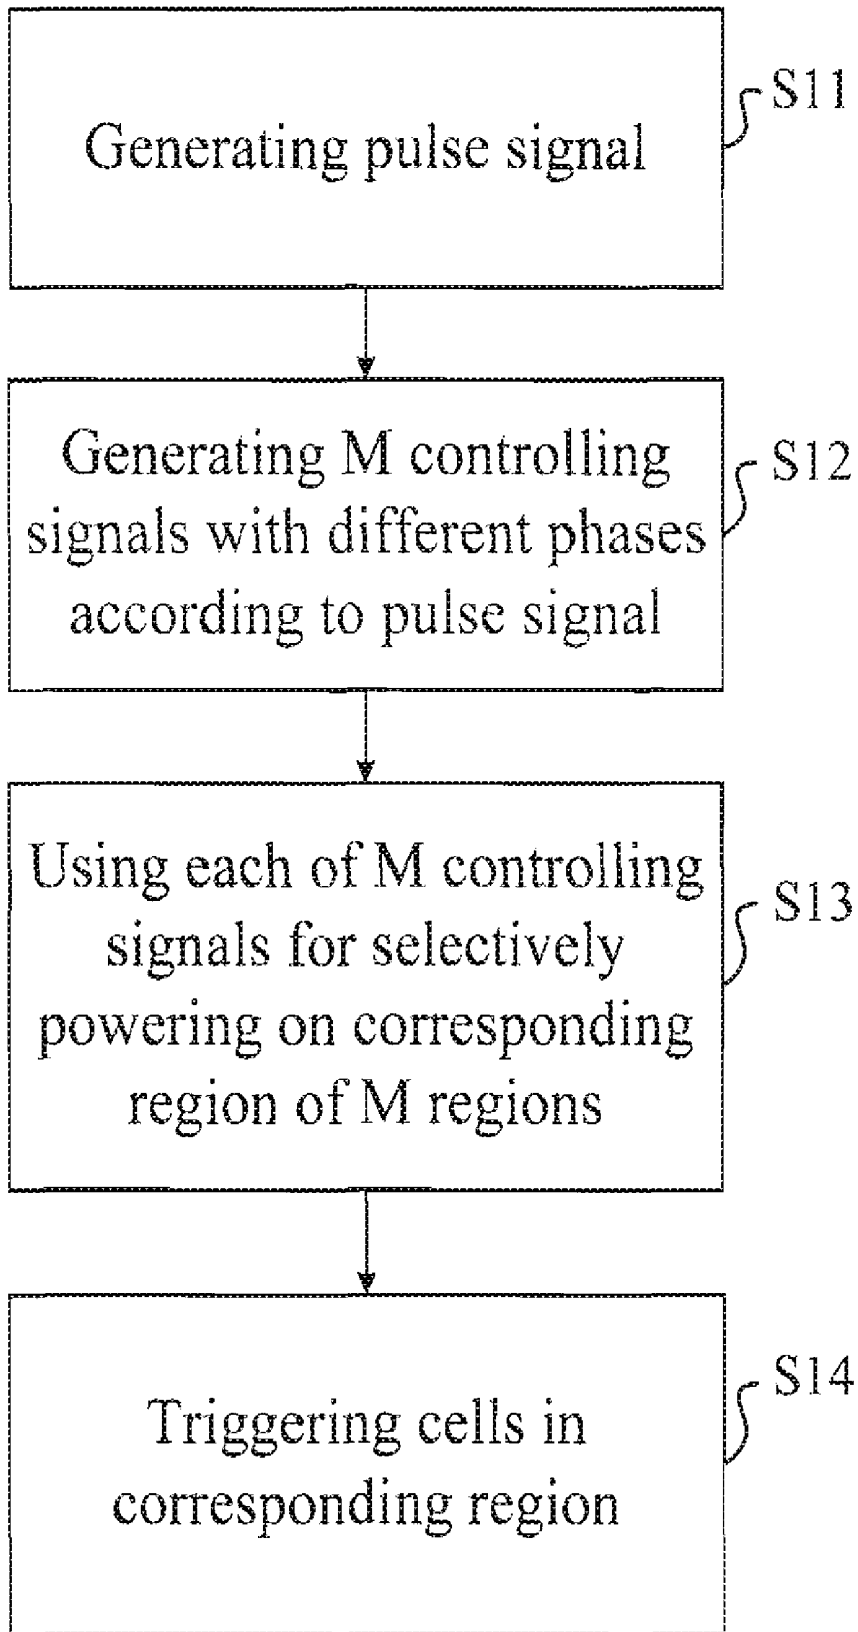 Generating pulse signal
S11
Generating M controlling
signals with different phases
according to pulse signal
S12
Using each of M controlling
signals for selectively
powering on corresponding
region of M regions
S13
Triggering cells in
corresponding region
S14